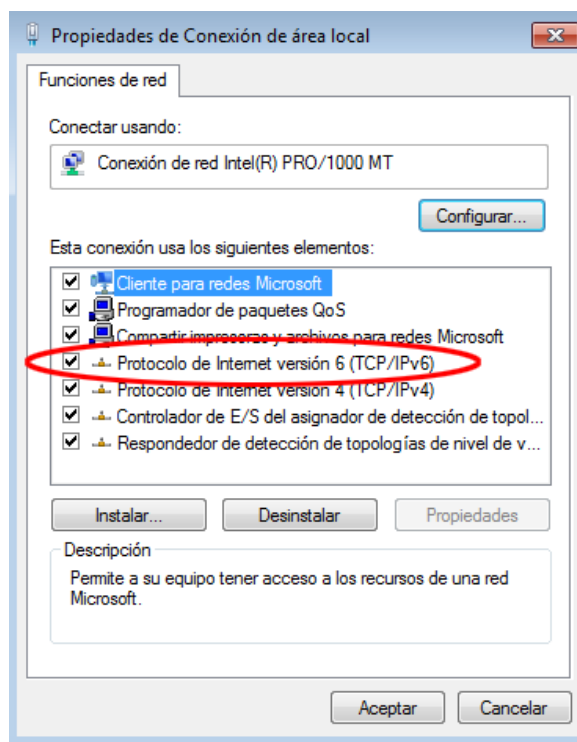 Propiedades de Conexión de área local
Funciones de red
Conectar usando:
Conexión de red Intel(R) PRO/1000 MT
Configurar...
Esta conexión usa los siguientes elementos:
Cliente para redes Microsoft
Programador de paquetes QoS
Compartir impresoras y archivos para redes Microsoft
Protocolo de Internet versión 6 (TCP/IPv6)
Protocolo de Internet versión 4 (TCP/IPv4)
Controlador de E/S del asignador de detección de topol...
Respondedor de detección de topologías de nivel de v...
Instalar...
Desinstalar
Propiedades
Descripción
Permite a su equipo tener acceso a los recursos de una red
Microsoft.
Aceptar
Cancelar